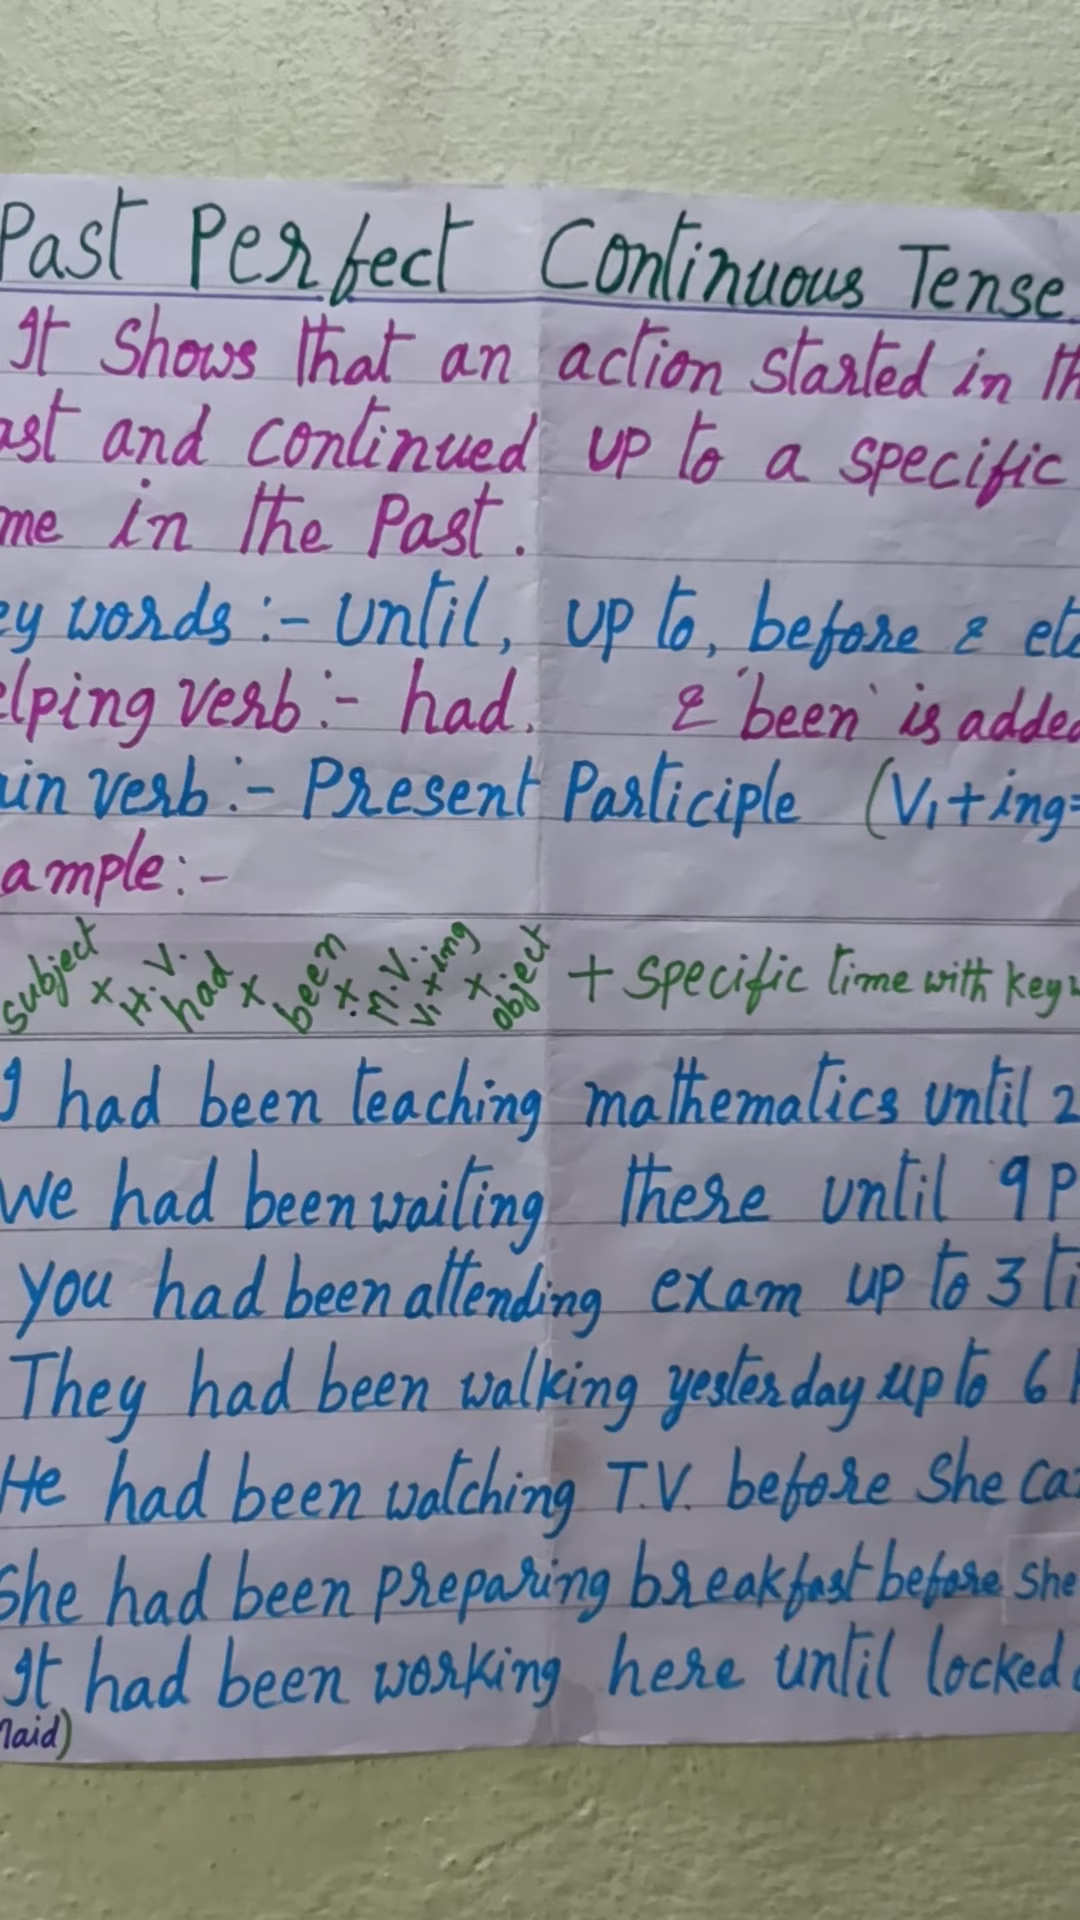 Past Perfect Continuous Tense
It shows that an action started in th
ast and continued up to a specific
me in the Past.
ey words :- until, up to, before & etc
elping verb :- had, & 'been' is added
in verb :- Present Participle (V1+ing=
ample:-
subject + H.V. had + been + M.V. V1+ing + object + specific time with key
I had been teaching mathematics until 2
We had been waiting there until 9 P
You had been attending exam up to 3 ti
They had been walking yesterday up to 6
He had been watching T.V. before she ca
She had been preparing breakfast before she
It had been working here until locked
Maid)